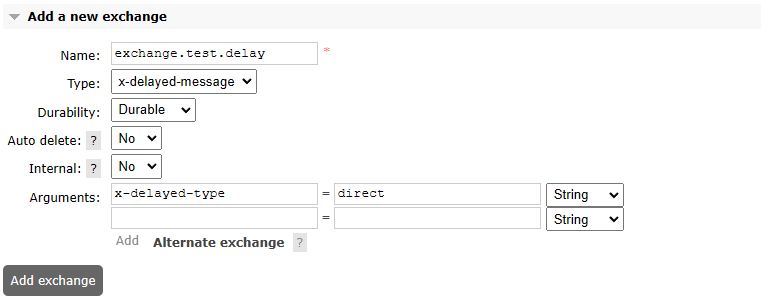 Add a new exchange
Name: exchange.test.delay *
Type: x-delayed-message
Durability: Durable
Auto delete: ? No
Internal: ? No
Arguments: x-delayed-type = direct String
= String
Add Alternate exchange ?
Add exchange